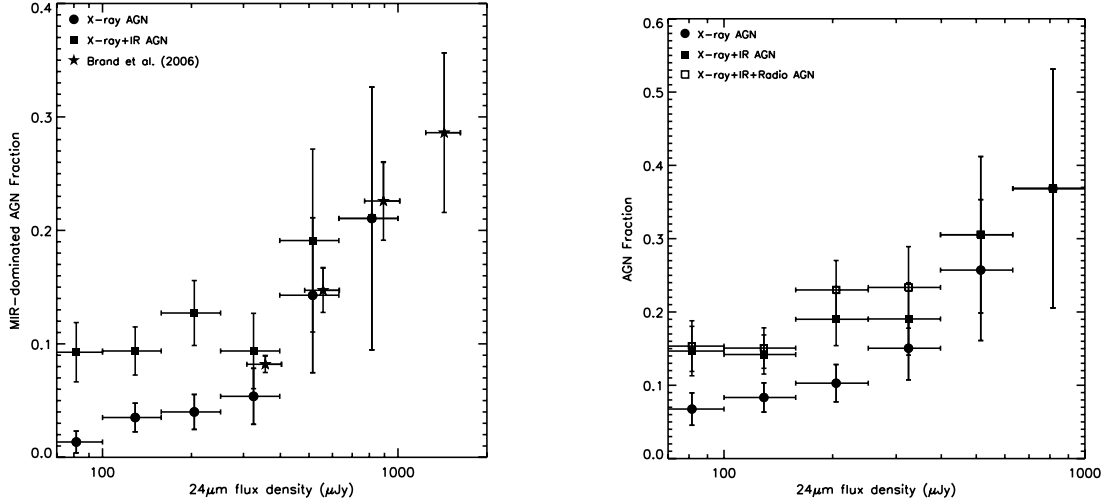 0.4
0.3
0.2
0.1
0.0
MIR-dominated AGN Fraction
X-ray AGN
X-ray+IR AGN
Brand et al. (2006)
100
1000
24μm flux density (μJy)
0.6
0.5
0.4
0.3
0.2
0.1
0.0
AGN Fraction
X-ray AGN
X-ray+IR AGN
X-ray+IR+Radio AGN
100
1000
24μm flux density (μJy)